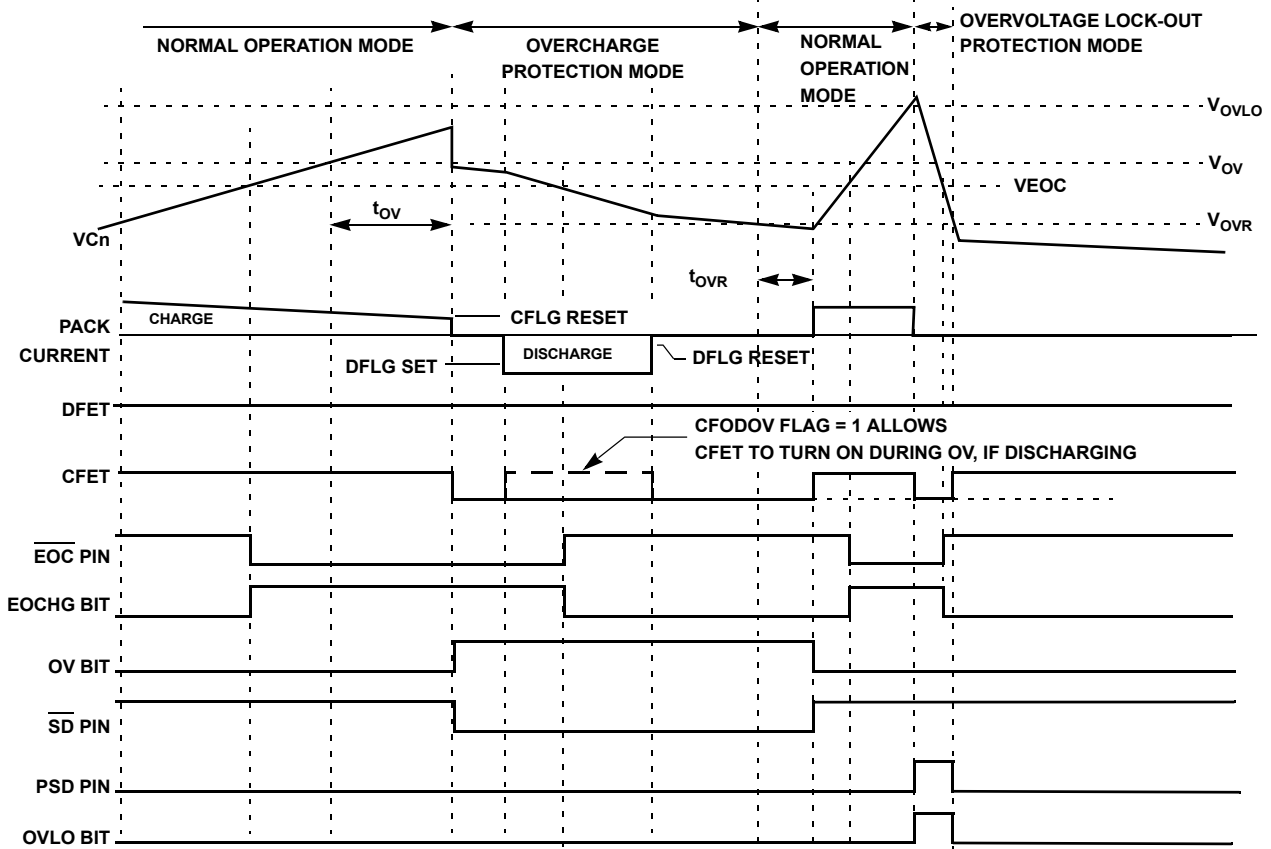 NORMAL OPERATION MODE
OVERCHARGE
PROTECTION MODE
NORMAL
OPERATION
MODE
OVERVOLTAGE LOCK-OUT
PROTECTION MODE
VOVLO
VOV
VEOC
VOVR
VCn
tOV
tOVR
PACK
CURRENT
CHARGE
CFLG RESET
DFLG SET
DISCHARGE
DFLG RESET
DFET
CFODOV FLAG = 1 ALLOWS
CFET TO TURN ON DURING OV, IF DISCHARGING
CFET
EOC PIN
EOCHG BIT
OV BIT
SD PIN
PSD PIN
OVLO BIT